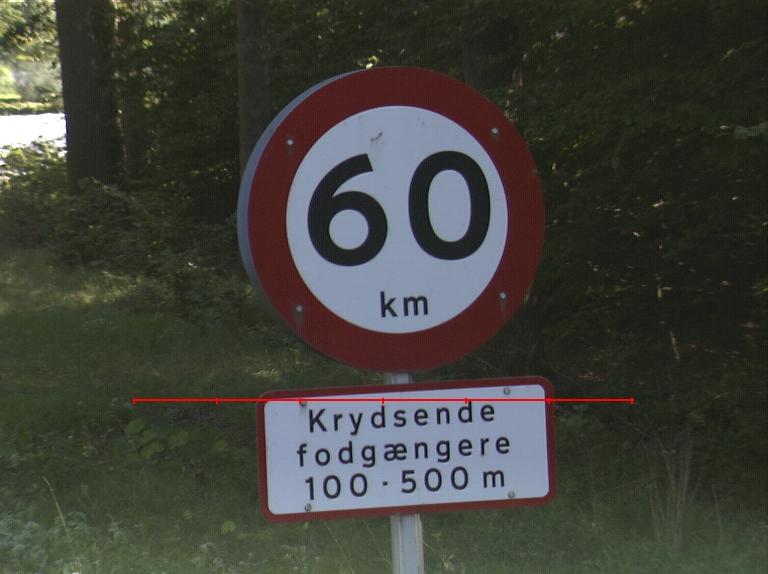 60
km
Krydsende
fodgængere
100 - 500 m